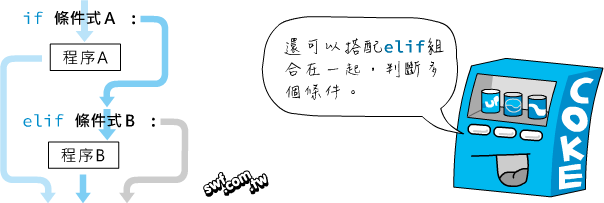 if 條件式A :
程序A
elif 條件式B :
程序B
還可以搭配elif組
合在一起，判斷多
個條件。
COKE
swf.com.tw